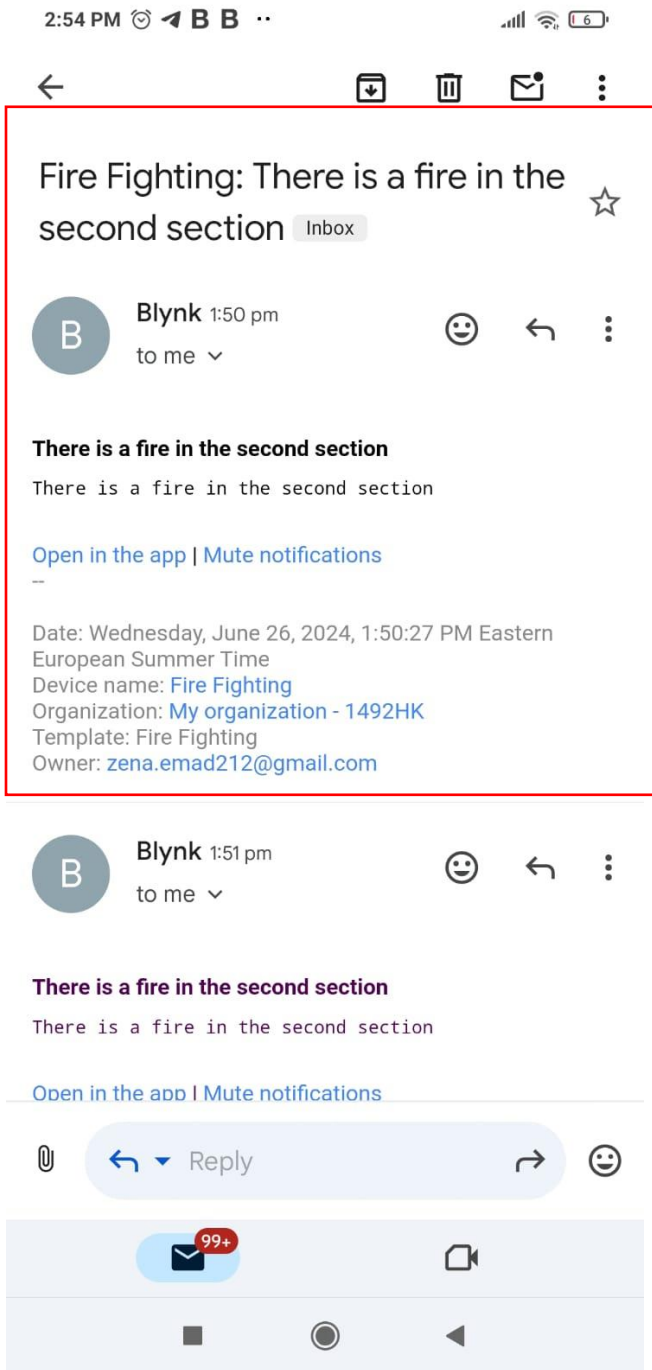 2:54 PM B B
6
Fire Fighting: There is a fire in the
second section Inbox
B
Blynk 1:50 pm
to me
There is a fire in the second section
There is a fire in the second section
Open in the app | Mute notifications
--
Date: Wednesday, June 26, 2024, 1:50:27 PM Eastern
European Summer Time
Device name: Fire Fighting
Organization: My organization - 1492HK
Template: Fire Fighting
Owner: zena.emad212@gmail.com
B
Blynk 1:51 pm
to me
There is a fire in the second section
There is a fire in the second section
Open in the app | Mute notifications
Reply
99+